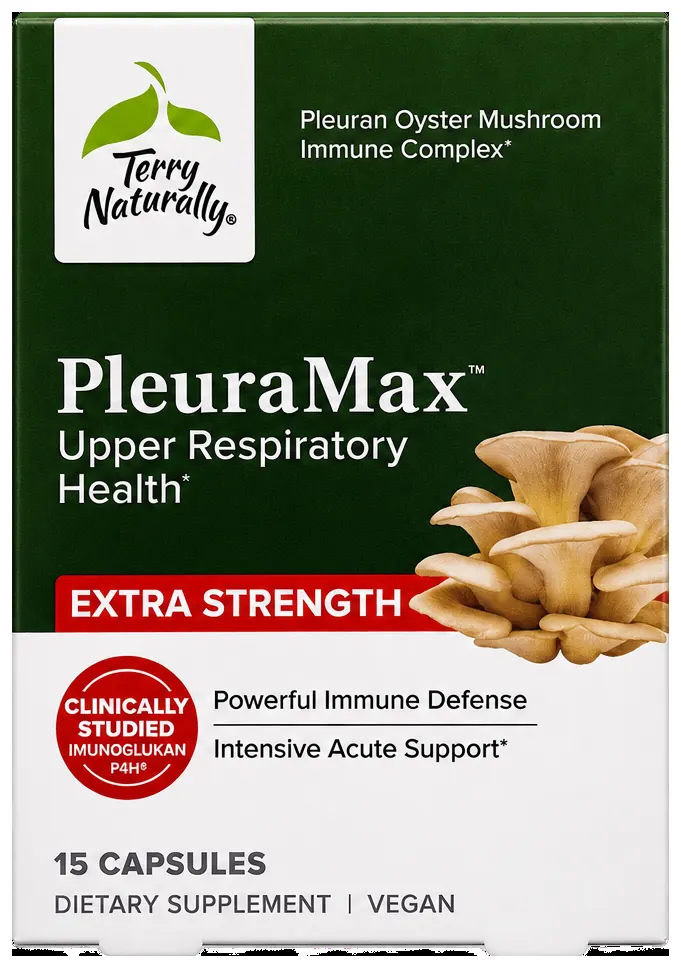 Terry
Naturally®
Pleuran Oyster Mushroom
Immune Complex*
PleuraMax™
Upper Respiratory
Health*
EXTRA STRENGTH
CLINICALLY
STUDIED
IMUNOGLUKAN
P4H®
Powerful Immune Defense
Intensive Acute Support*
15 CAPSULES
DIETARY SUPPLEMENT | VEGAN